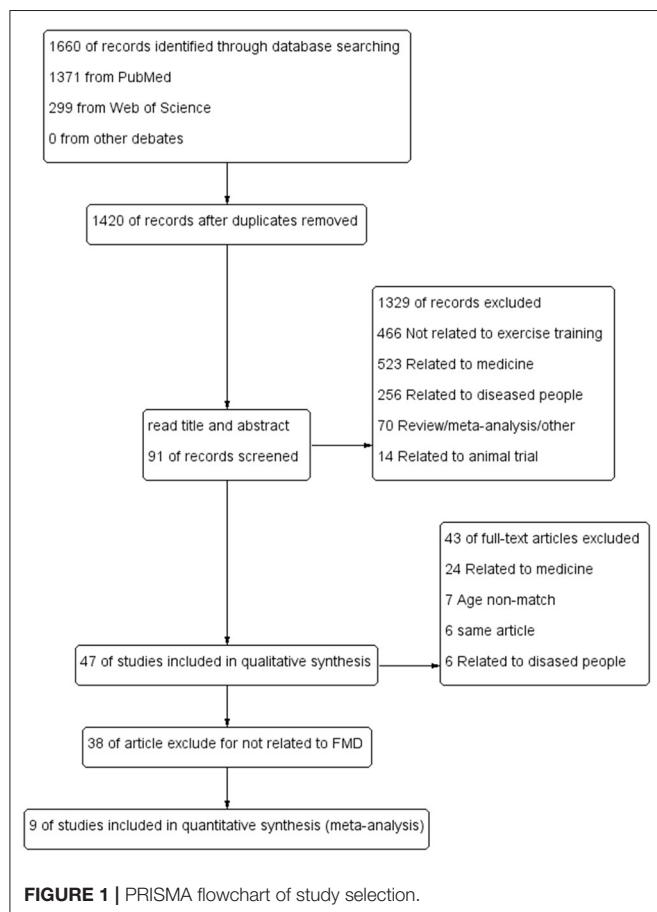 1660 of records identified through database searching
1371 from PubMed
299 from Web of Science
0 from other debates
1420 of records after duplicates removed
1329 of records excluded
466 Not related to exercise training
523 Related to medicine
256 Related to diseased people
70 Review/meta-analysis/other
14 Related to animal trial
read title and abstract
91 of records screened
43 of full-text articles excluded
24 Related to medicine
7 Age non-match
6 same article
6 Related to disased people
47 of studies included in qualitative synthesis
38 of article exclude for not related to FMD
9 of studies included in quantitative synthesis (meta-analysis)
FIGURE 1 | PRISMA flowchart of study selection.